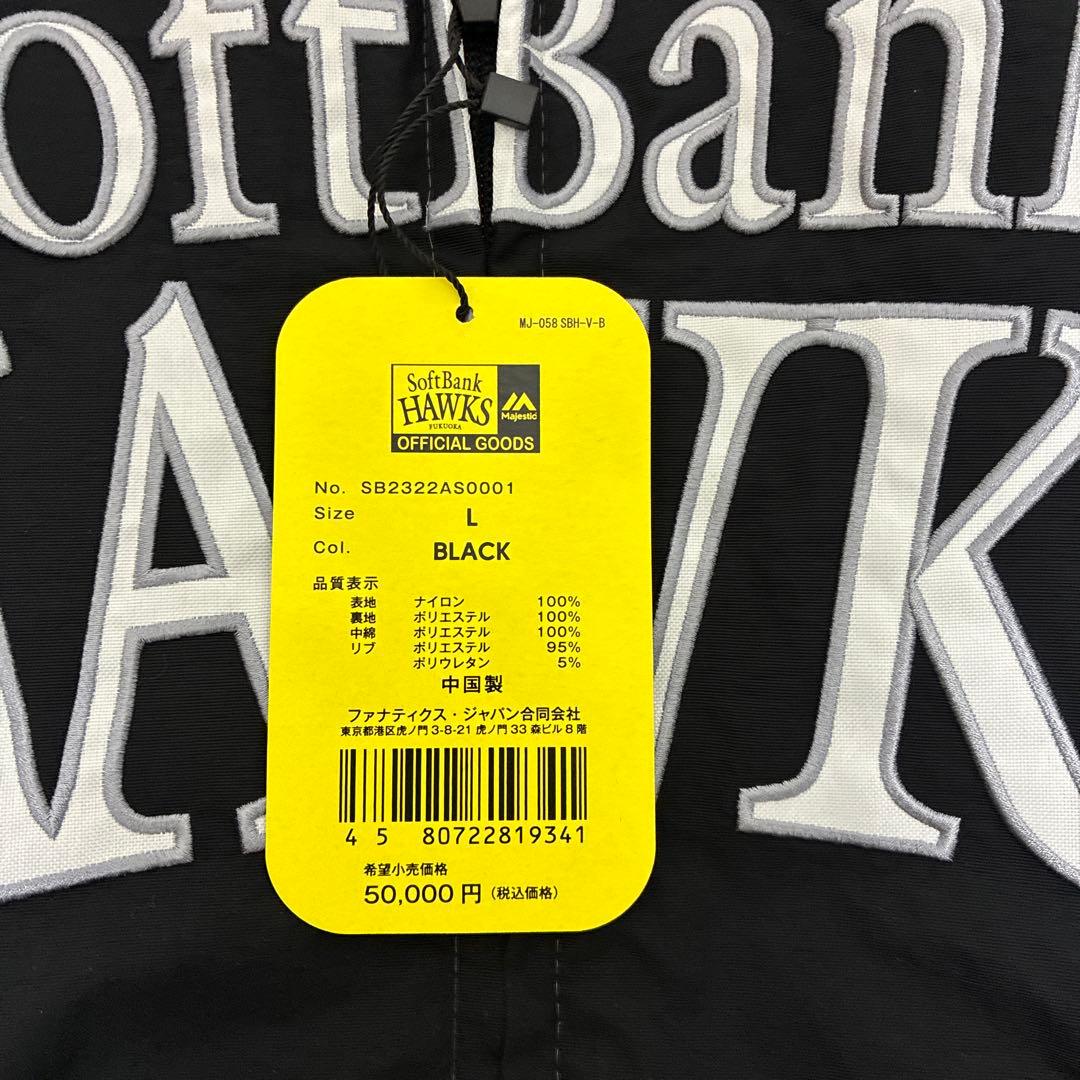 SoftBank
HAWKS
MJ-058 SBH-V-B
SoftBank
HAWKS
FUKUOKA
Majestic
OFFICIAL GOODS
No. SB2322AS0001
Size L
Col. BLACK
品質表示
表地 ナイロン 100%
裏地 ポリエステル 100%
中綿 ポリエステル 100%
リブ ポリエステル 95%
ポリウレタン 5%
中国製
ファナティクス・ジャパン合同会社
東京都港区虎ノ門3-8-21 虎ノ門33森ビル8階
4 5 80722819341
希望小売価格
50,000円(税込価格)